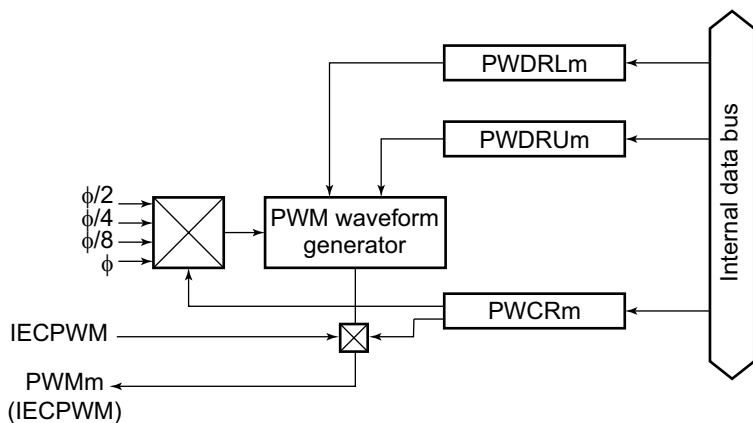 PWDRLm
PWDRUm
Internal data bus
ϕ/2
ϕ/4
ϕ/8
ϕ
PWM waveform
generator
PWCRm
IECPWM
PWMm
(IECPWM)